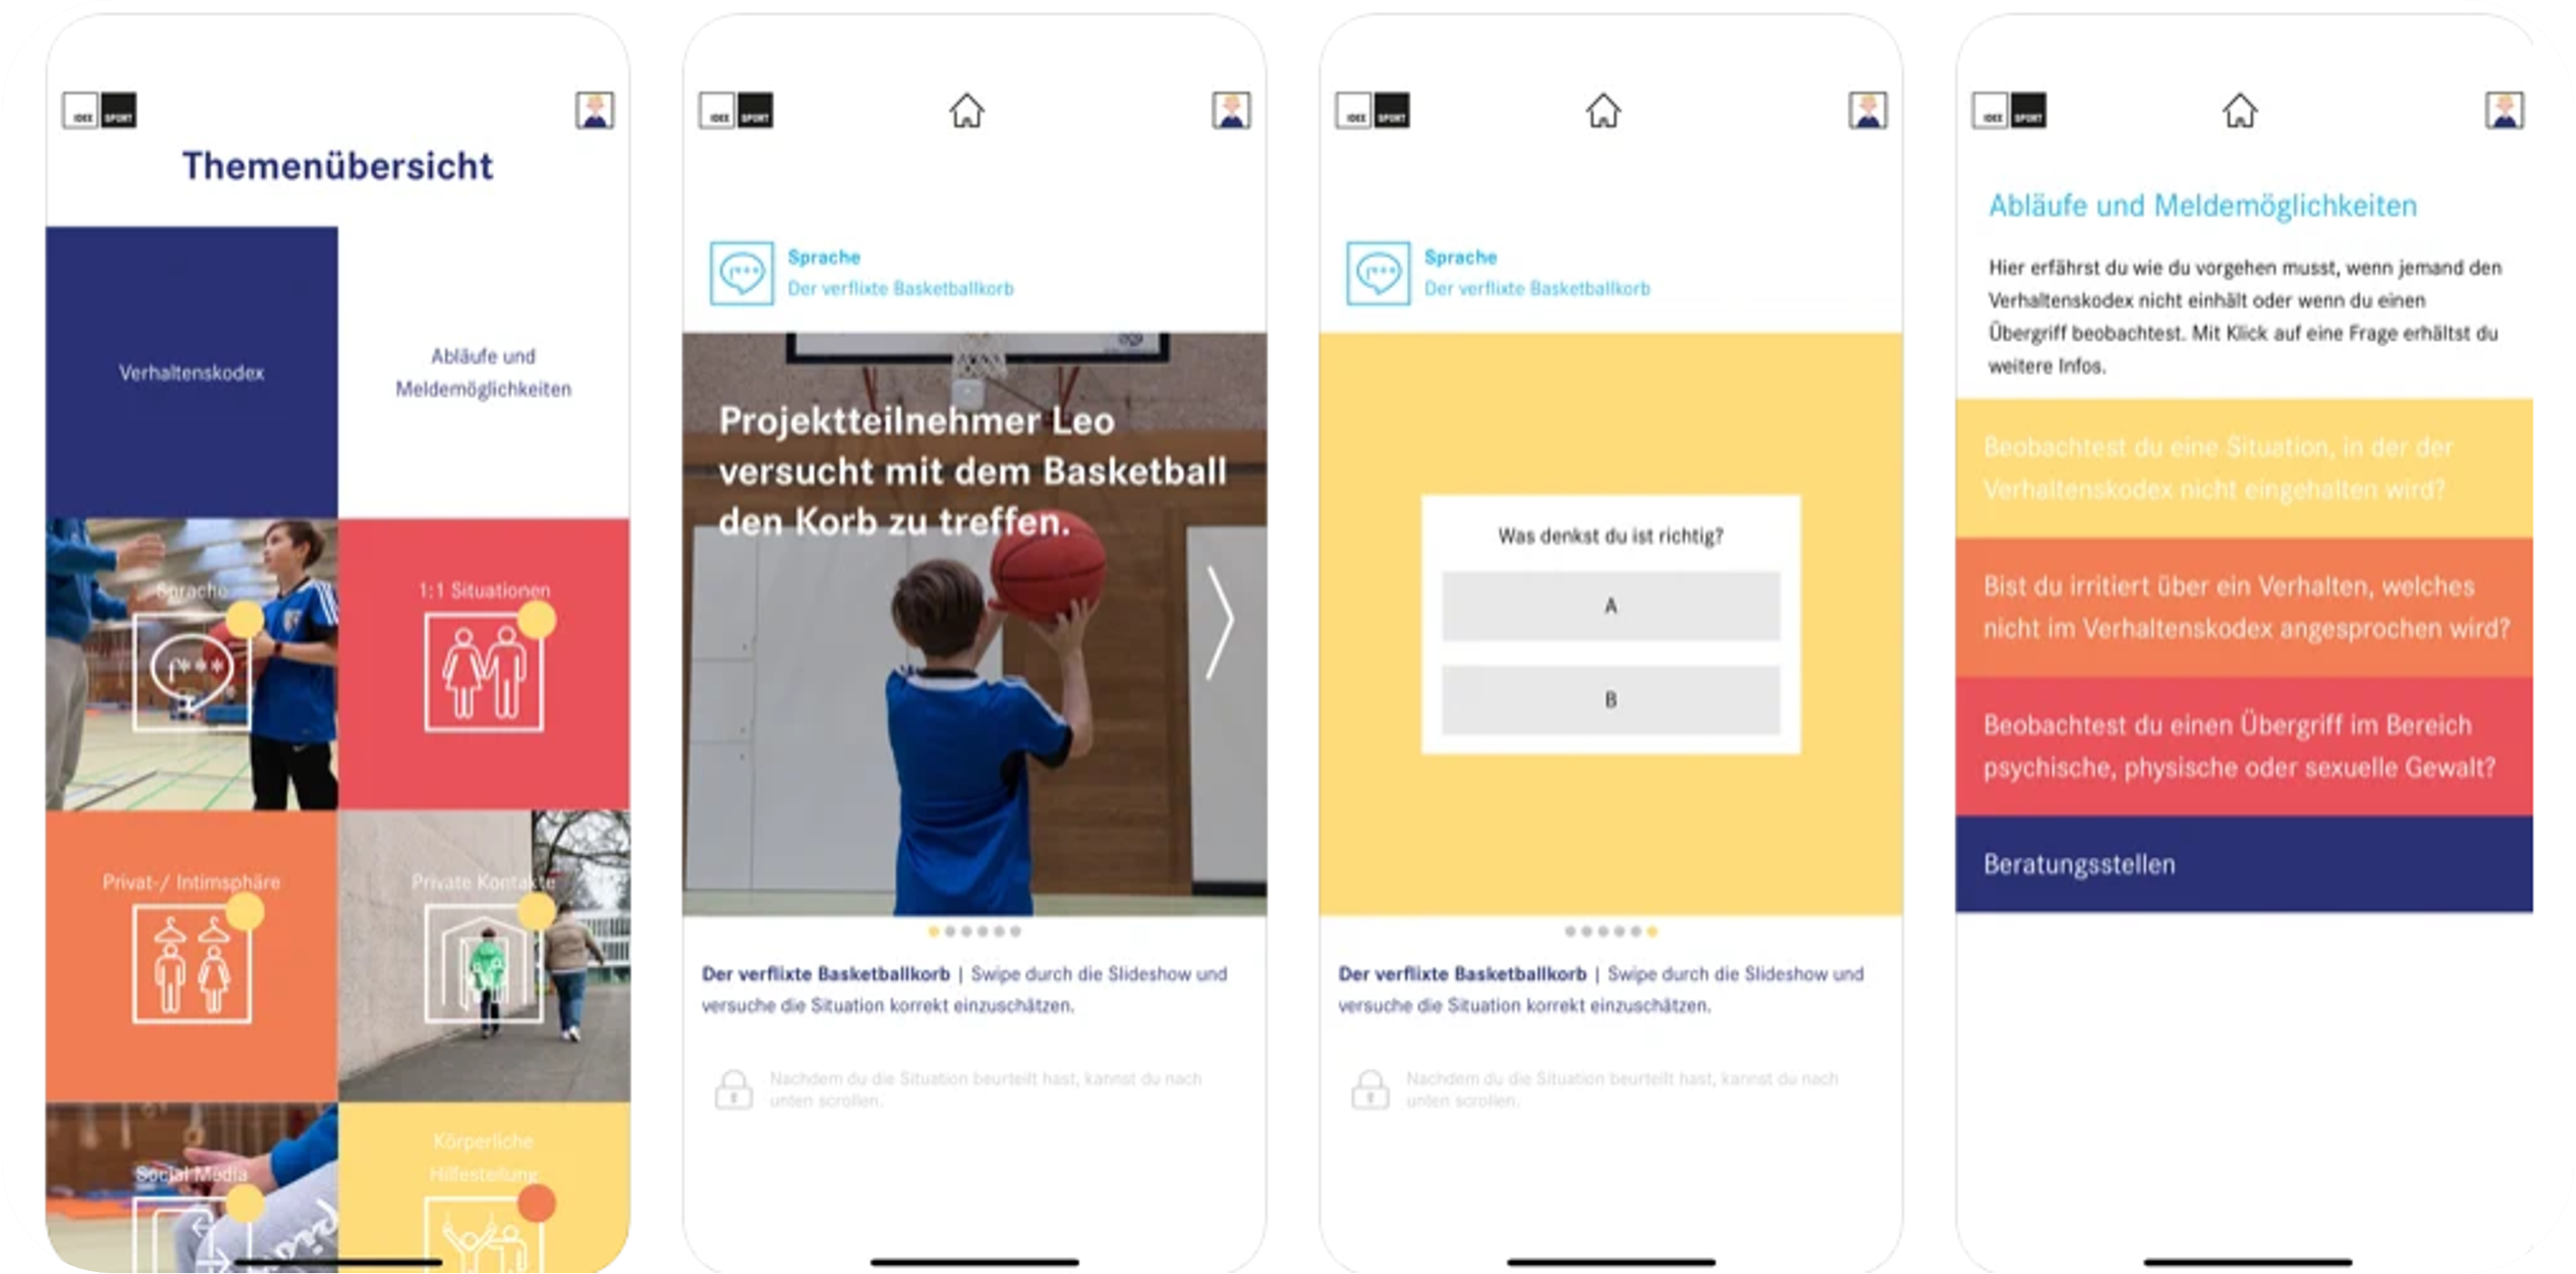 IDEE SPORT
Themenübersicht
Verhaltenskodex
Abläufe und
Meldemöglichkeiten
Sprache
1:1 Situationen
Privat-/ Intimsphäre
Private Kontakte
Social Media
Körperliche
Hilfestellung
IDEE SPORT
Sprache
Der verflixte Basketballkorb
Projektteilnehmer Leo
versucht mit dem Basketball
den Korb zu treffen.
Der verflixte Basketballkorb | Swipe durch die Slideshow und
versuche die Situation korrekt einzuschätzen.
Nachdem du die Situation beurteilt hast, kannst du nach
unten scrollen.
IDEE SPORT
Sprache
Der verflixte Basketballkorb
Was denkst du ist richtig?
A
B
Der verflixte Basketballkorb | Swipe durch die Slideshow und
versuche die Situation korrekt einzuschätzen.
Nachdem du die Situation beurteilt hast, kannst du nach
unten scrollen.
IDEE SPORT
Abläufe und Meldemöglichkeiten
Hier erfährst du wie du vorgehen musst, wenn jemand den
Verhaltenskodex nicht einhält oder wenn du einen
Übergriff beobachtest. Mit Klick auf eine Frage erhältst du
weitere Infos.
Beobachtest du eine Situation, in der der
Verhaltenskodex nicht eingehalten wird?
Bist du irritiert über ein Verhalten, welches
nicht im Verhaltenskodex angesprochen wird?
Beobachtest du einen Übergriff im Bereich
psychische, physische oder sexuelle Gewalt?
Beratungsstellen